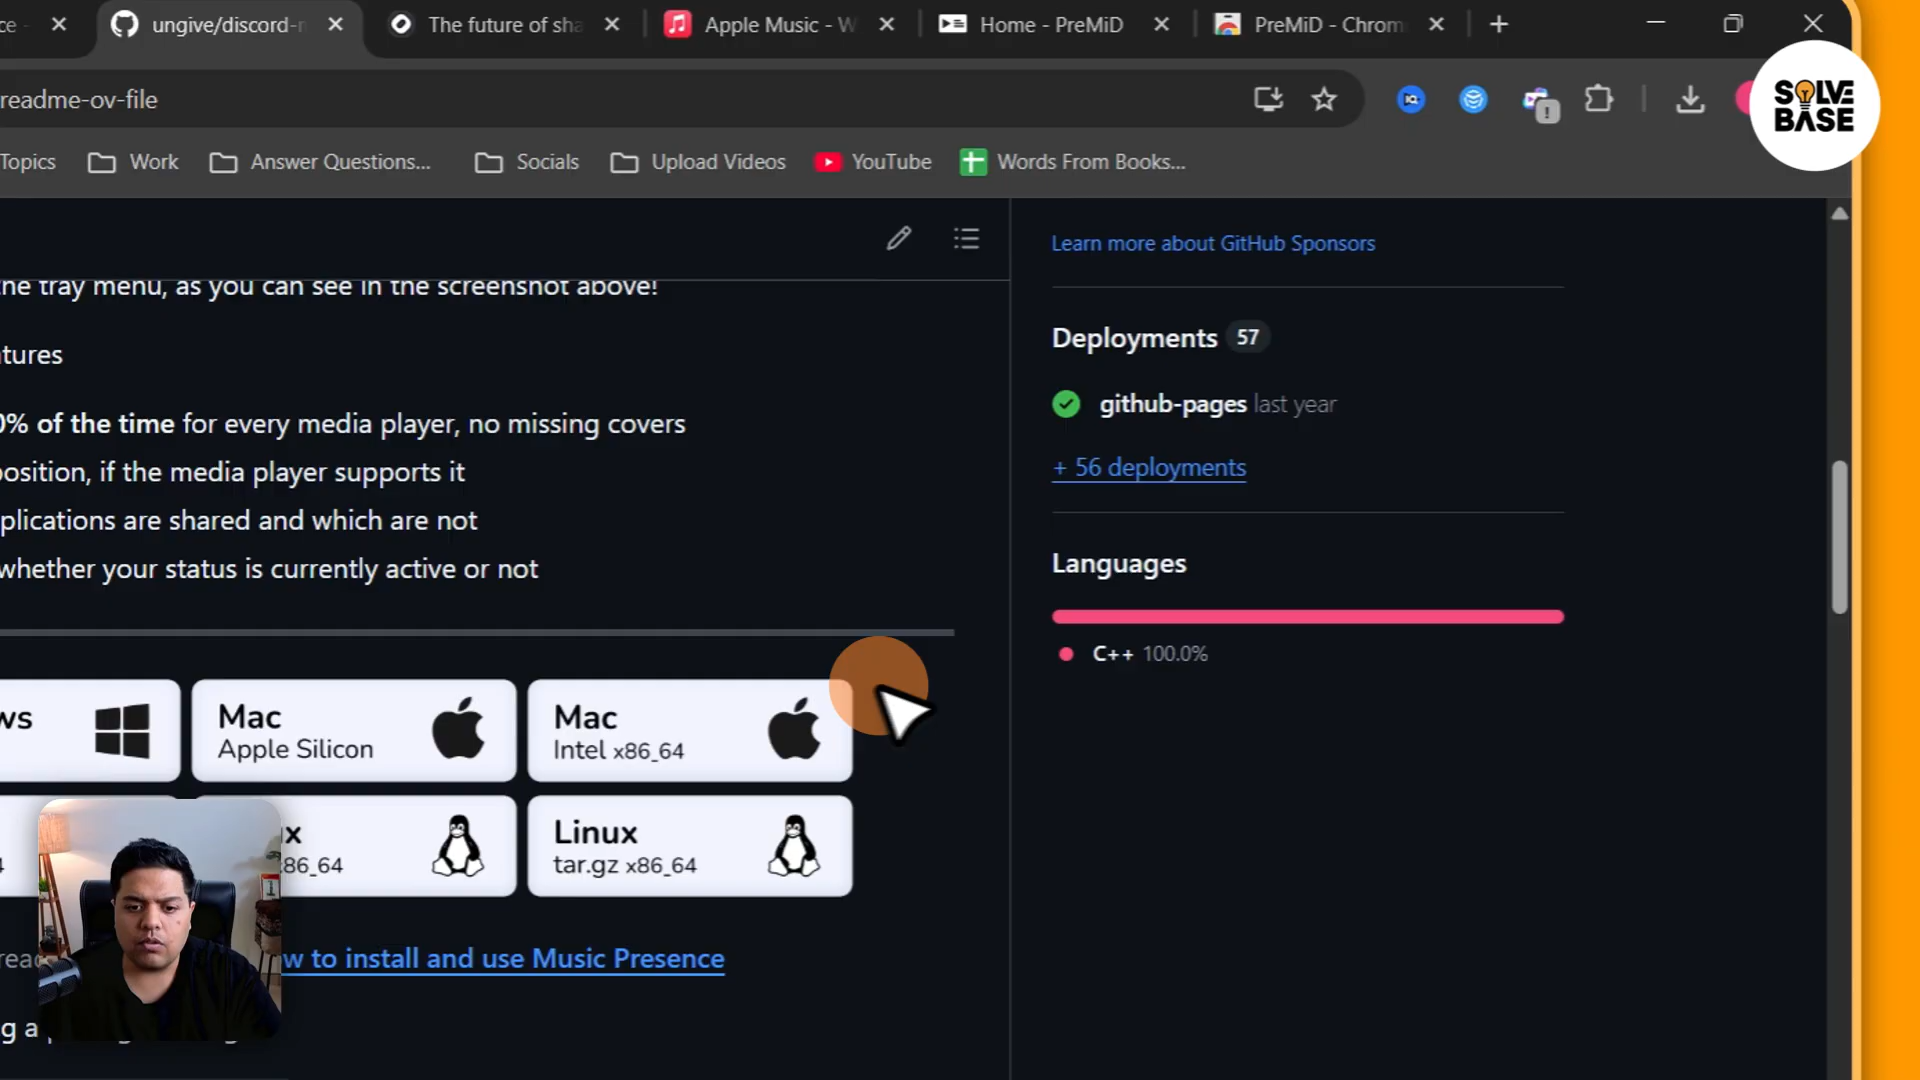 ce -
ungive/discord-r
The future of sha
Apple Music - W
Home - PreMiD
PreMiD - Chrom
readme-ov-file
SOLVE
BASE
Topics
Work
Answer Questions...
Socials
Upload Videos
YouTube
Words From Books...
Learn more about GitHub Sponsors
he tray menu, as you can see in the screenshot above!
Deployments 57
tures
github-pages last year
0% of the time for every media player, no missing covers
+ 56 deployments
position, if the media player supports it
plications are shared and which are not
Languages
whether your status is currently active or not
C++ 100.0%
ws
Mac
Apple Silicon
Mac
Intel x86_64
x
x86_64
Linux
tar.gz x86_64
w to install and use Music Presence
g a